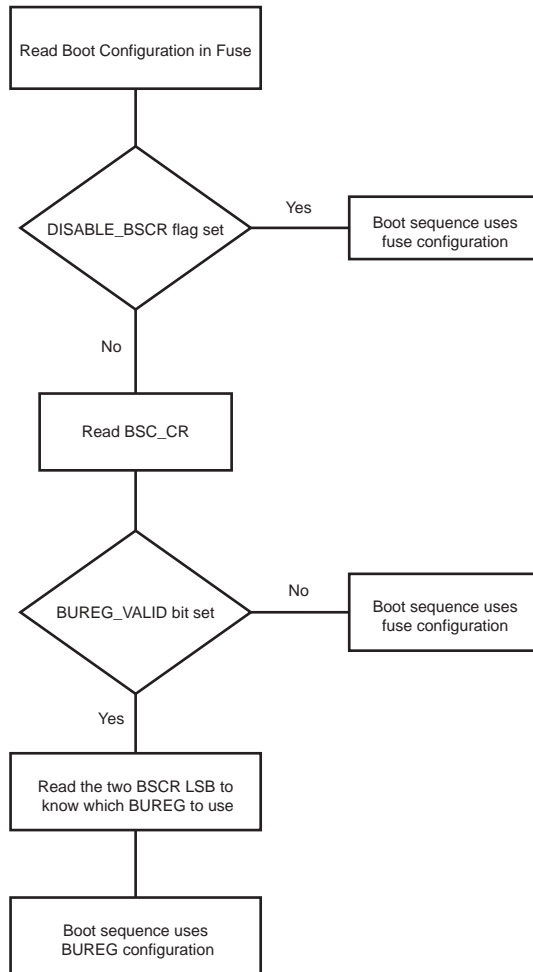 Read Boot Configuration in Fuse
DISABLE_BSCR flag set
Yes
Boot sequence uses
fuse configuration
No
Read BSC_CR
BUREG_VALID bit set
No
Boot sequence uses
fuse configuration
Yes
Read the two BSCR LSB to
know which BUREG to use
Boot sequence uses
BUREG configuration